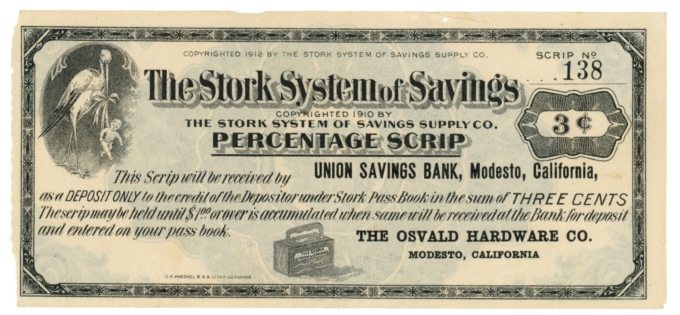 COPYRIGHTED 1912 BY THE STORK SYSTEM OF SAVINGS SUPPLY CO.
SCRIP Nº
...138
The Stork System of Savings
COPYRIGHTED 1910 BY
THE STORK SYSTEM OF SAVINGS SUPPLY CO.
3¢
PERCENTAGE SCRIP
This Scrip will be received by UNION SAVINGS BANK, Modesto, California,
as a DEPOSIT ONLY to the credit of the Depositor under Stork Pass Book in the sum of THREE CENTS
The scrip may be held until $1.00 or over is accumulated when same will be received at the Bank for deposit
and entered on your pass book.
THE OSVALD HARDWARE CO.
MODESTO, CALIFORNIA